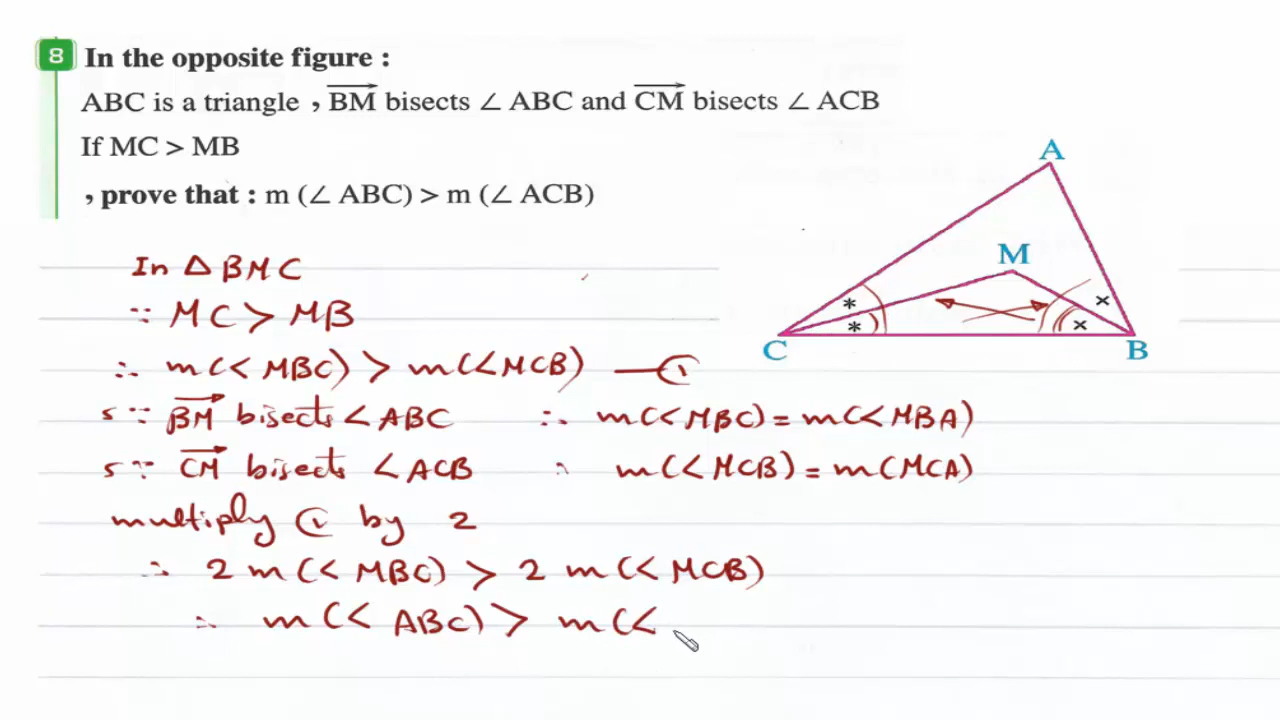 8 In the opposite figure :
ABC is a triangle , BM bisects ∠ ABC and CM bisects ∠ ACB
If MC > MB
, prove that : m (∠ ABC) > m (∠ ACB)
A
M
C
B
* * × ×
In Δ BMC
∵ MC > MB
∴ m(< MBC) > m(<MCB) —①
, ∵ BM bisects < ABC ∴ m(< MBC) = m(< MBA)
, ∵ CM bisects < ACB ∴ m(< MCB) = m(MCA)
multiply ① by 2
∴ 2 m(< MBC) > 2 m(< MCB)
∴ m(< ABC) > m(<